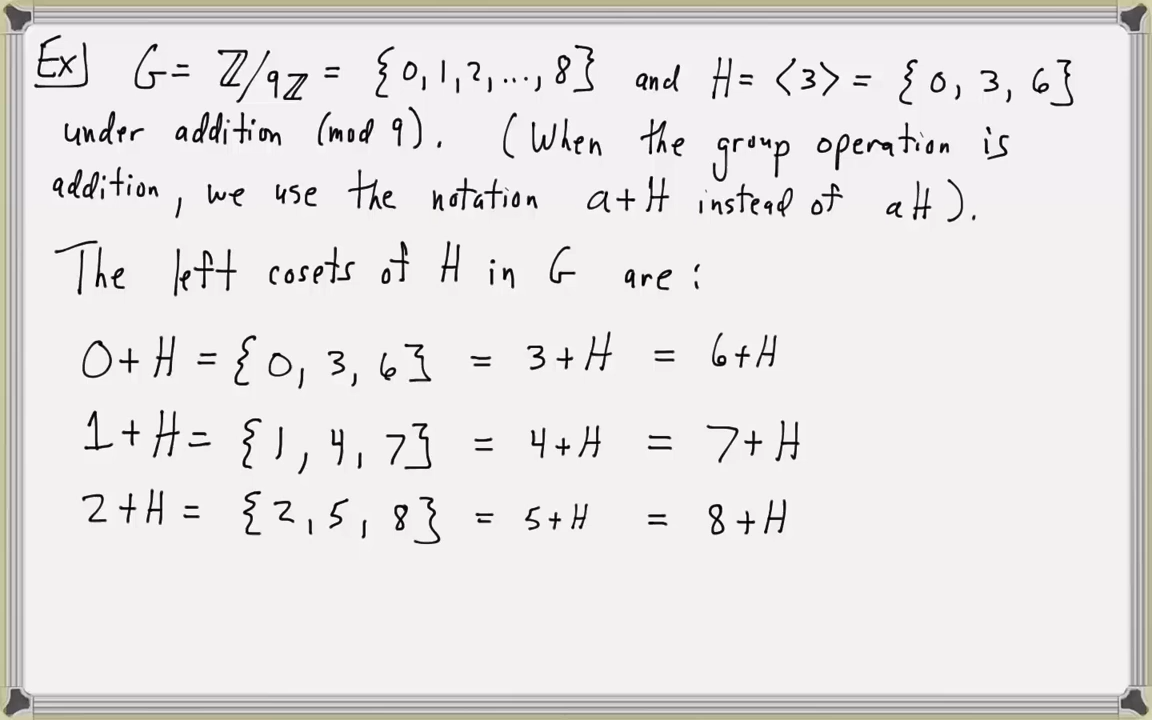 Ex] G = ℤ/9ℤ = {0, 1, 2, ..., 8} and H = <3> = {0, 3, 6}
under addition (mod 9). (When the group operation is
addition, we use the notation a+H instead of aH).
The left cosets of H in G are:
0+H = {0, 3, 6} = 3+H = 6+H
1+H = {1, 4, 7} = 4+H = 7+H
2+H = {2, 5, 8} = 5+H = 8+H